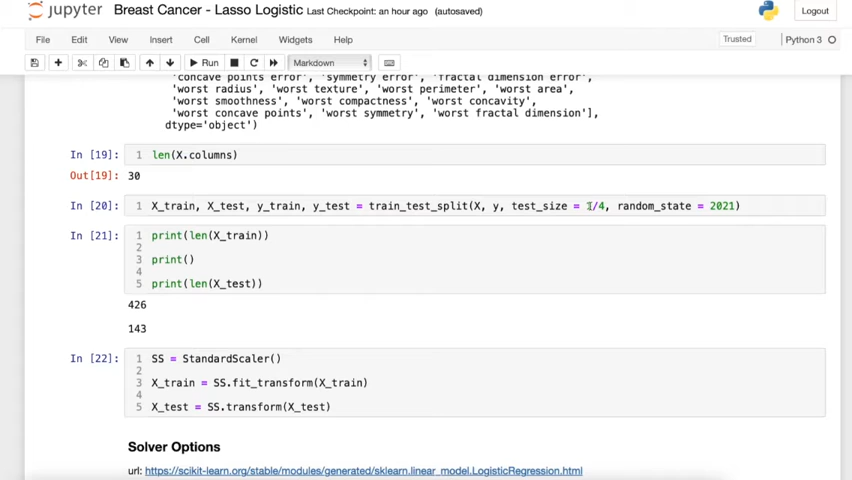 jupyter Breast Cancer - Lasso Logistic Last Checkpoint: an hour ago (autosaved) Logout
File Edit View Insert Cell Kernel Widgets Help Trusted Python 3
Run Markdown
'concave points error', 'symmetry error', 'fractal dimension error',
'worst radius', 'worst texture', 'worst perimeter', 'worst area',
'worst smoothness', 'worst compactness', 'worst concavity',
'worst concave points', 'worst symmetry', 'worst fractal dimension'],
dtype='object')
In [19]: 1 len(X.columns)
Out[19]: 30
In [20]: 1 X_train, X_test, y_train, y_test = train_test_split(X, y, test_size = 1/4, random_state = 2021)
In [21]: 1 print(len(X_train))
2
3 print()
4
5 print(len(X_test))
426
143
In [22]: 1 SS = StandardScaler()
2
3 X_train = SS.fit_transform(X_train)
4
5 X_test = SS.transform(X_test)
Solver Options
url: https://scikit-learn.org/stable/modules/generated/sklearn.linear_model.LogisticRegression.html